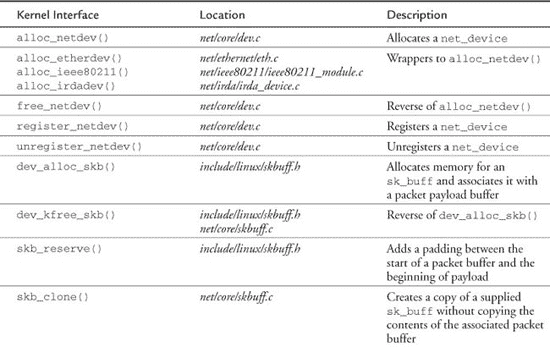 Kernel Interface Location Description
alloc_netdev() net/core/dev.c Allocates a net_device
alloc_etherdev() net/ethernet/eth.c Wrappers to alloc_netdev()
alloc_ieee80211() net/ieee80211/ieee80211_module.c
alloc_irdadev() net/irda/irda_device.c
free_netdev() net/core/dev.c Reverse of alloc_netdev()
register_netdev() net/core/dev.c Registers a net_device
unregister_netdev() net/core/dev.c Unregisters a net_device
dev_alloc_skb() include/linux/skbuff.h Allocates memory for an
sk_buff and associates it with
a packet payload buffer
dev_kfree_skb() include/linux/skbuff.h Reverse of dev_alloc_skb()
net/core/skbuff.c
skb_reserve() include/linux/skbuff.h Adds a padding between the
start of a packet buffer and the
beginning of payload
skb_clone() net/core/skbuff.c Creates a copy of a supplied
sk_buff without copying the
contents of the associated packet
buffer